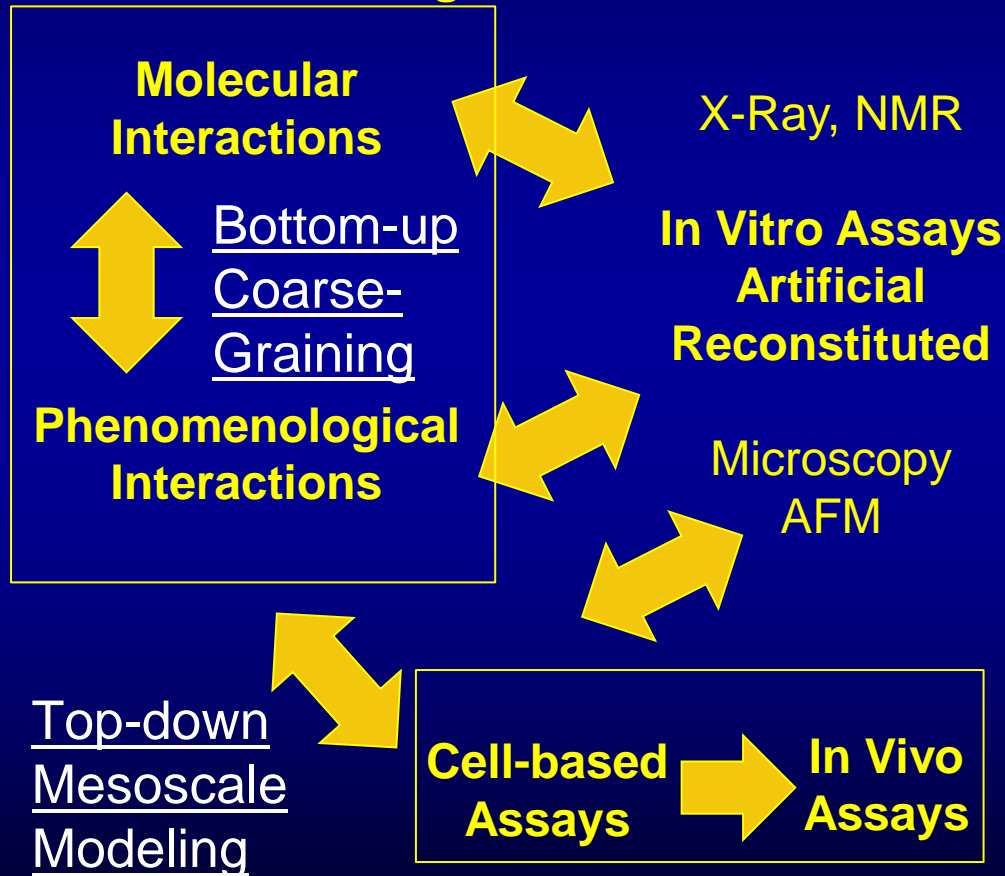 Molecular
Interactions
X-Ray, NMR
Bottom-up
Coarse-
Graining
In Vitro Assays
Artificial
Reconstituted
Phenomenological
Interactions
Microscopy
AFM
Top-down
Mesoscale
Modeling
Cell-based
Assays
In Vivo
Assays